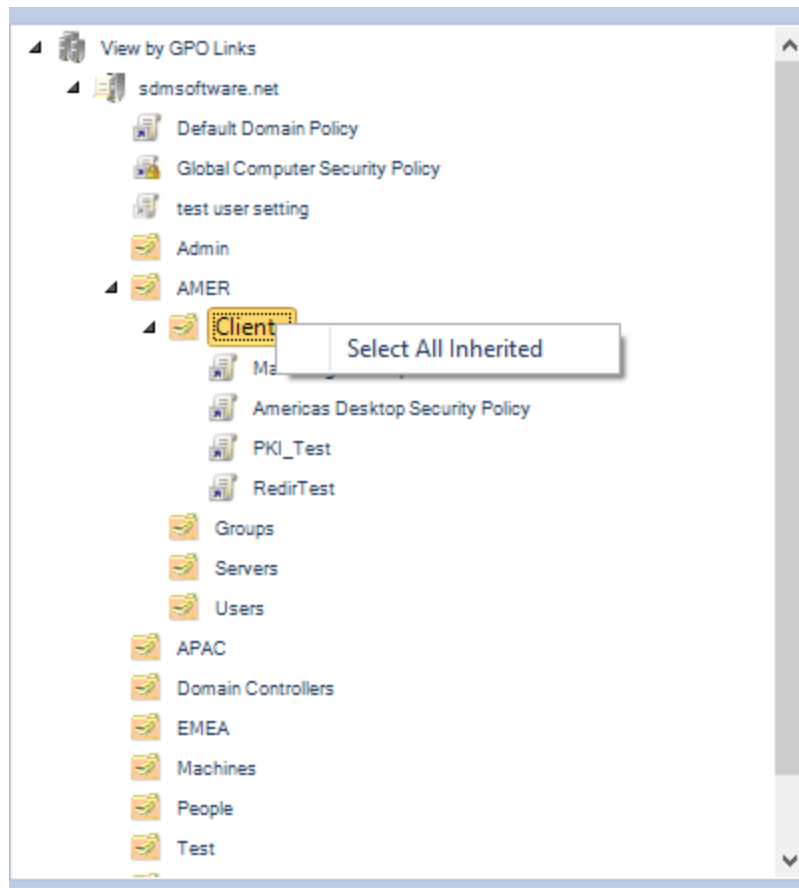 View by GPO Links
sdmsoftware.net
Default Domain Policy
Global Computer Security Policy
test user setting
Admin
AMER
Client
Select All Inherited
Americas Desktop Security Policy
PKI_Test
RedirTest
Groups
Servers
Users
APAC
Domain Controllers
EMEA
Machines
People
Test